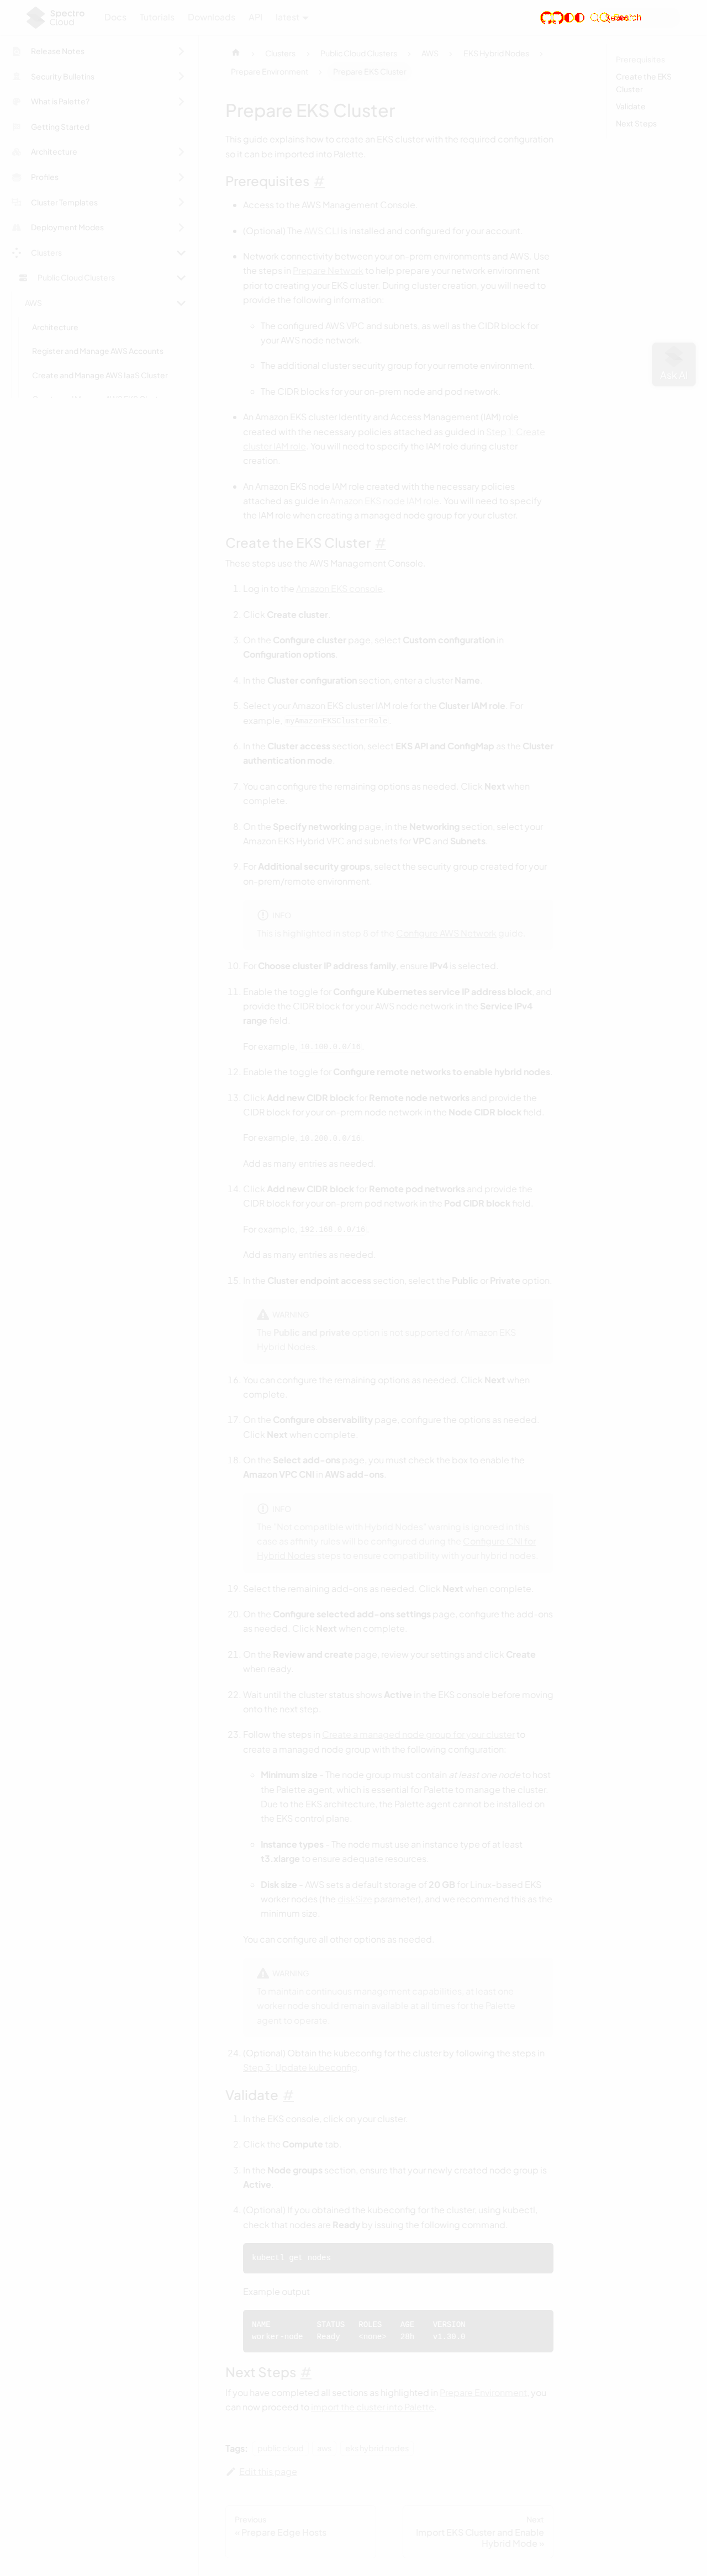 Spectro Cloud
Docs Tutorials Downloads API latest
Search
Release Notes
Security Bulletins
What is Palette?
Getting Started
Architecture
Profiles
Cluster Templates
Deployment Modes
Clusters
Public Cloud Clusters
AWS
Architecture
Register and Manage AWS Accounts
Create and Manage AWS IaaS Cluster
Clusters Public Cloud Clusters AWS EKS Hybrid Nodes
Prepare Environment Prepare EKS Cluster
Prerequisites
Create the EKS
Cluster
Validate
Next Steps
Ask AI
Prepare EKS Cluster
This guide explains how to create an EKS cluster with the required configuration
so it can be imported into Palette.
Prerequisites #
Access to the AWS Management Console.
(Optional) The AWS CLI is installed and configured for your account.
Network connectivity between your on-prem environments and AWS. Use
the steps in Prepare Network to help prepare your network environment
prior to creating your EKS cluster. During cluster creation, you will need to
provide the following information:
The configured AWS VPC and subnets, as well as the CIDR block for
your AWS node network.
The additional cluster security group for your remote environment.
The CIDR blocks for your on-prem node and pod network.
An Amazon EKS cluster Identity and Access Management (IAM) role
created with the necessary policies attached as guided in Step 1: Create
cluster IAM role. You will need to specify the IAM role during cluster
creation.
An Amazon EKS node IAM role created with the necessary policies
attached as guide in Amazon EKS node IAM role. You will need to specify
the IAM role when creating a managed node group for your cluster.
Create the EKS Cluster #
These steps use the AWS Management Console.
1. Log in to the Amazon EKS console.
2. Click Create cluster.
3. On the Configure cluster page, select Custom configuration in
Configuration options.
4. In the Cluster configuration section, enter a cluster Name.
5. Select your Amazon EKS cluster IAM role for the Cluster IAM role. For
example, myAmazonEKSClusterRole.
6. In the Cluster access section, select EKS API and ConfigMap as the Cluster
authentication mode.
7. You can configure the remaining options as needed. Click Next when
complete.
8. On the Specify networking page, in the Networking section, select your
Amazon EKS Hybrid VPC and subnets for VPC and Subnets.
9. For Additional security groups, select the security group created for your
on-prem/remote environment.
INFO
This is highlighted in step 8 of the Configure AWS Network guide.
10. For Choose cluster IP address family, ensure IPv4 is selected.
11. Enable the toggle for Configure Kubernetes service IP address block, and
provide the CIDR block for your AWS node network in the Service IPv4
range field.
For example, 10.100.0.0/16.
12. Enable the toggle for Configure remote networks to enable hybrid nodes.
13. Click Add new CIDR block for Remote node networks and provide the
CIDR block for your on-prem node network in the Node CIDR block field.
For example, 10.200.0.0/16.
Add as many entries as needed.
14. Click Add new CIDR block for Remote pod networks and provide the
CIDR block for your on-prem pod network in the Pod CIDR block field.
For example, 192.168.0.0/16.
Add as many entries as needed.
15. In the Cluster endpoint access section, select the Public or Private option.
WARNING
The Public and private option is not supported for Amazon EKS
Hybrid Nodes.
16. You can configure the remaining options as needed. Click Next when
complete.
17. On the Configure observability page, configure the options as needed.
Click Next when complete.
18. On the Select add-ons page, you must check the box to enable the
Amazon VPC CNI in AWS add-ons.
INFO
The "Not compatible with Hybrid Nodes" warning is ignored in this
case as affinity rules will be configured during the Configure CNI for
Hybrid Nodes steps to ensure compatibility with your hybrid nodes.
19. Select the remaining add-ons as needed. Click Next when complete.
20. On the Configure selected add-ons settings page, configure the add-ons
as needed. Click Next when complete.
21. On the Review and create page, review your settings and click Create
when ready.
22. Wait until the cluster status shows Active in the EKS console before moving
onto the next step.
23. Follow the steps in Create a managed node group for your cluster to
create a managed node group with the following configuration:
Minimum size - The node group must contain at least one node to host
the Palette agent, which is essential for Palette to manage the cluster.
Due to the EKS architecture, the Palette agent cannot be installed on
the EKS control plane.
Instance types - The node must use an instance type of at least
t3.xlarge to ensure adequate resources.
Disk size - AWS sets a default storage of 20 GB for Linux-based EKS
worker nodes (the diskSize parameter), and we recommend this as the
minimum size.
You can configure all other options as needed.
WARNING
To maintain continuous management capabilities, at least one
worker node should remain available at all times for the Palette
agent to operate.
24. (Optional) Obtain the kubeconfig for the cluster by following the steps in
Step 3: Update kubeconfig.
Validate #
1. In the EKS console, click on your cluster.
2. Click the Compute tab.
3. In the Node groups section, ensure that your newly created node group is
Active.
4. (Optional) If you obtained the kubeconfig for the cluster, using kubectl,
check that nodes are Ready by issuing the following command.
kubectl get nodes
Example output.
NAME STATUS ROLES AGE VERSION
worker-node Ready <none> 20h v1.30.0
Next Steps #
If you have completed all sections as highlighted in Prepare Environment, you
can now proceed to import the cluster into Palette.
Tags: public cloud aws eks hybrid nodes
Edit this page
Previous
« Prepare Edge Hosts
Next
Import EKS Cluster and Enable
Hybrid Mode »